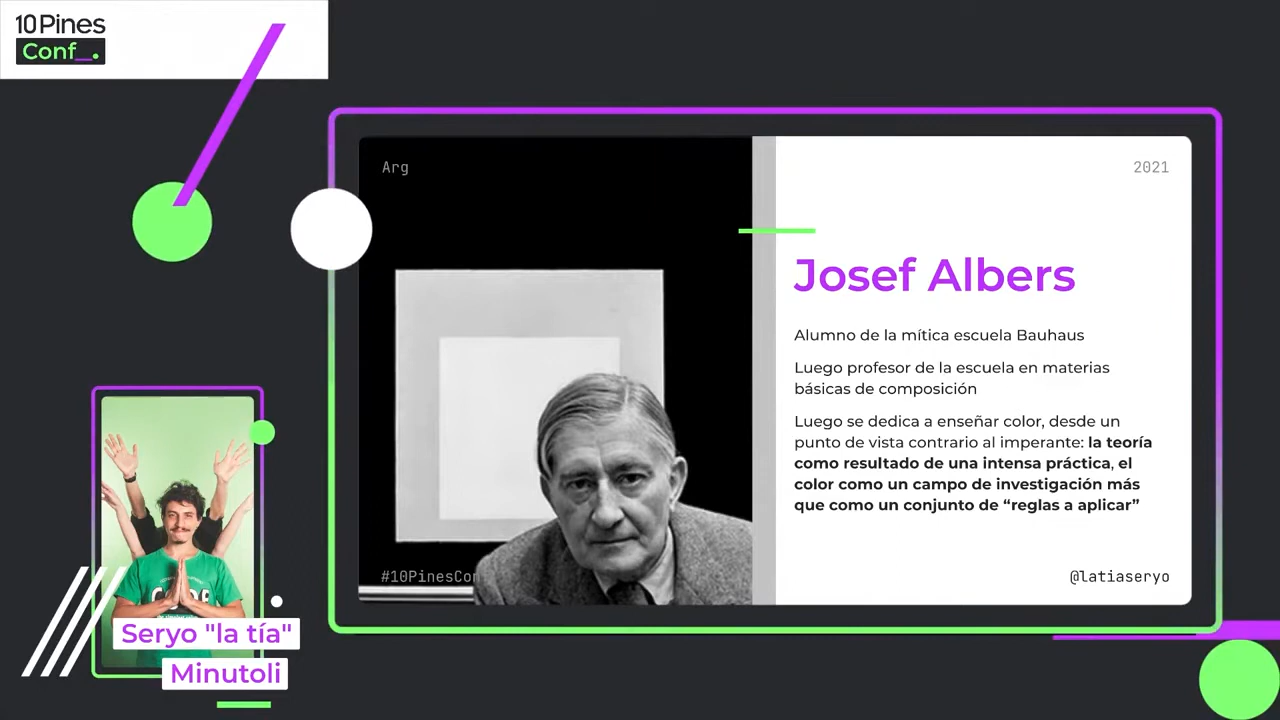 10Pines
Conf_.
Arg
2021
Josef Albers
Alumno de la mítica escuela Bauhaus
Luego profesor de la escuela en materias
básicas de composición
Luego se dedica a enseñar color, desde un
punto de vista contrario al imperante: la teoría
como resultado de una intensa práctica, el
color como un campo de investigación más
que como un conjunto de “reglas a aplicar”
#10PinesCon
@latiaseryo
Seryo "la tía"
Minutoli